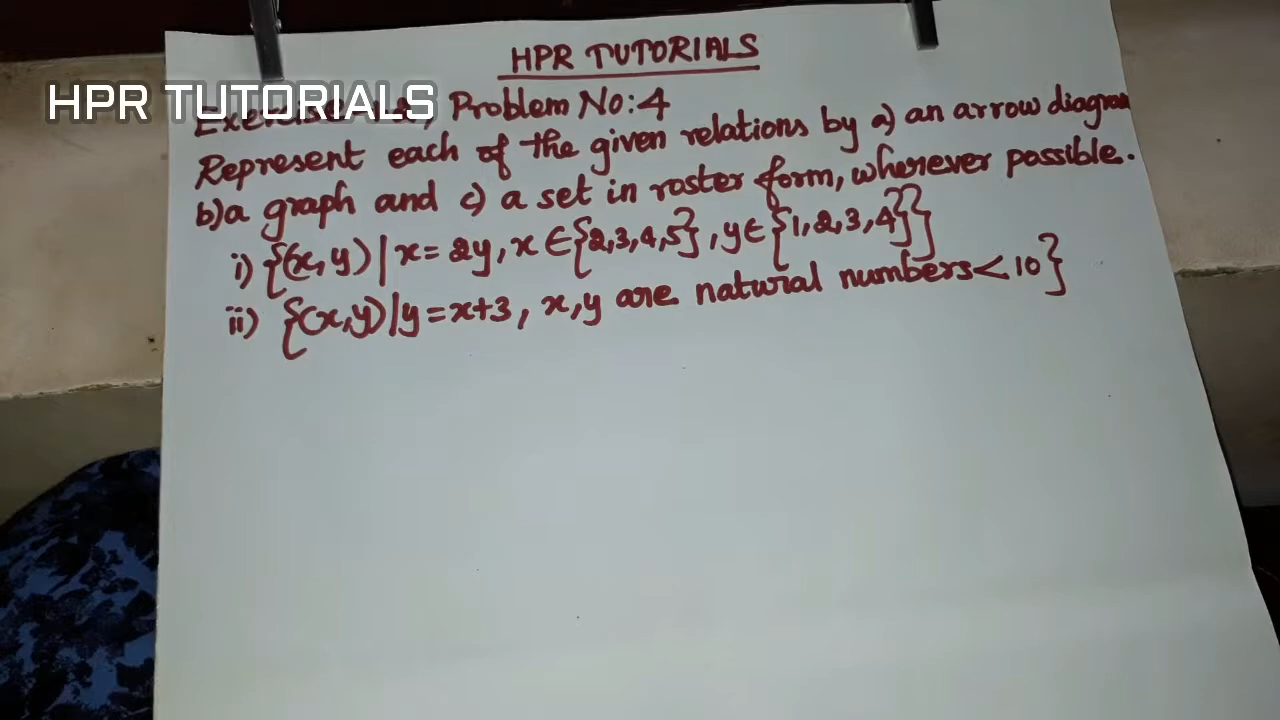 HPR TUTORIALS
HPR TUTORIALS
Problem No:4
Represent each of the given relations by a) an arrow diagram
b) a graph and c) a set in roster form, wherever possible.
i) {(x, y) | x = 2y, x ∈ {2,3,4,5}, y ∈ {1,2,3,4}}
ii) {(x,y) | y = x+3, x,y are natural numbers < 10}